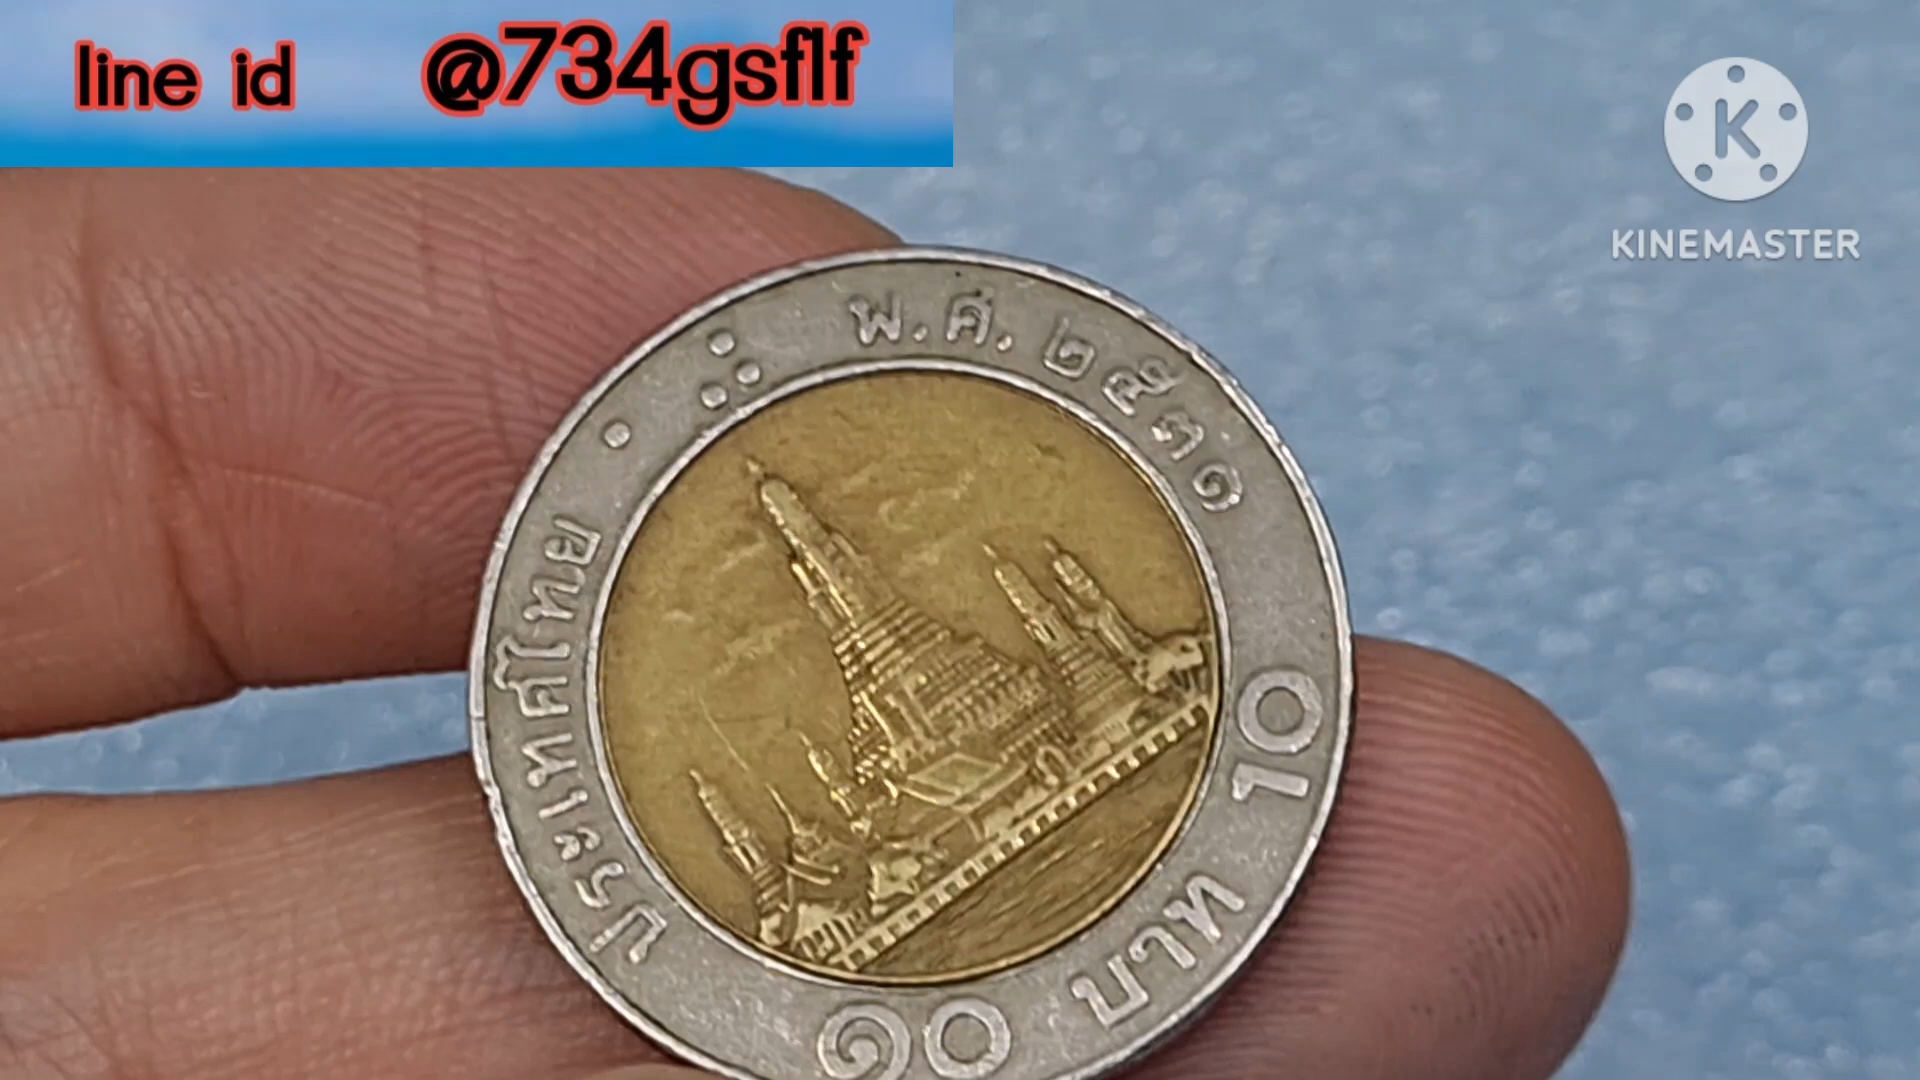 line id @734gsflf
KINEMASTER
พ.ศ. ๒๕๓๑
ประเทศไทย
๑๐ บาท 10